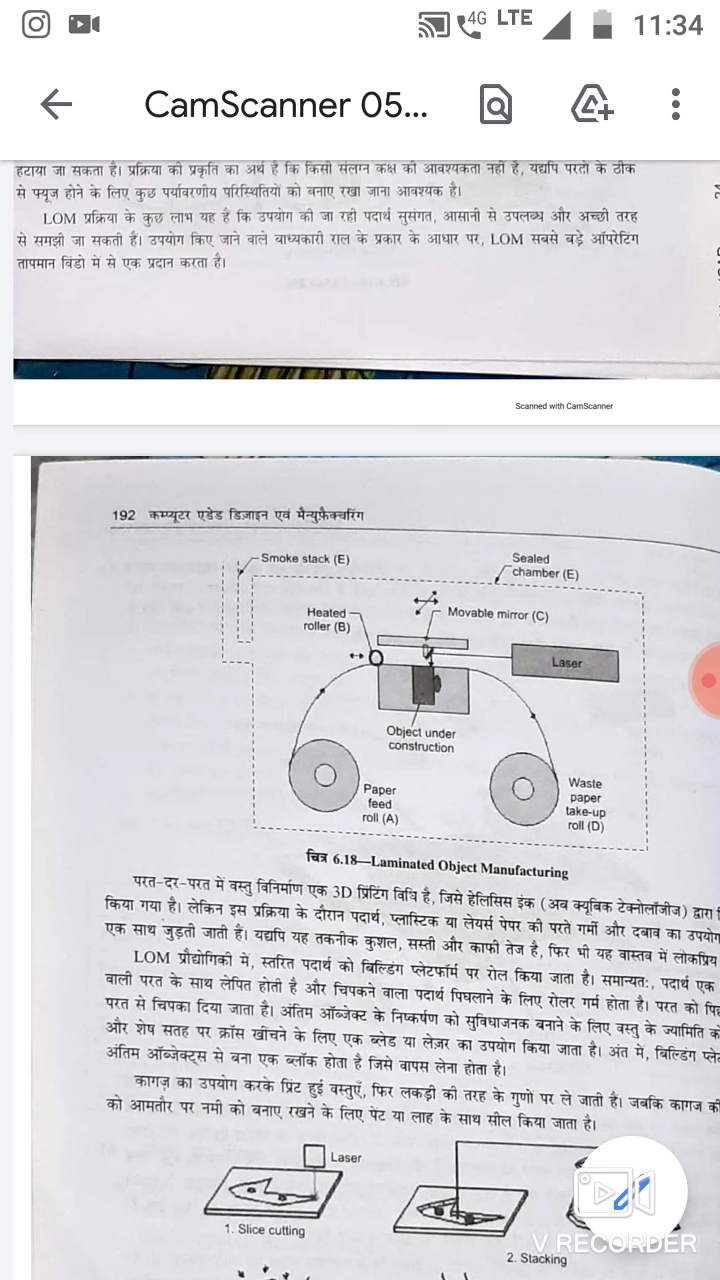 4G LTE 11:34
CamScanner 05...
हटाया जा सकता है। प्रक्रिया की प्रकृति का अर्थ है कि किसी संलग्न कक्ष की आवश्यकता नहीं है, यद्यपि परतों के ठीक
से फ्यूज होने के लिए कुछ पर्यावरणीय परिस्थितियों को बनाए रखा जाना आवश्यक है।
LOM प्रक्रिया के कुछ लाभ यह हैं कि उपयोग की जा रही पदार्थ सुसंगत, आसानी से उपलब्ध और अच्छी तरह
से समझी जा सकती हैं। उपयोग किए जाने वाले बाध्यकारी राल के प्रकार के आधार पर, LOM सबसे बड़े ऑपरेटिंग
तापमान विंडो में से एक प्रदान करता है।
Scanned with CamScanner
192 कम्प्यूटर एडेड डिज़ाइन एवं मैन्युफ़ैक्चरिंग
Smoke stack (E)
Sealed
chamber (E)
Heated
roller (B)
Movable mirror (C)
Laser
Object under
construction
Paper
feed
roll (A)
Waste
paper
take-up
roll (D)
चित्र 6.18—Laminated Object Manufacturing
परत-दर-परत में वस्तु विनिर्माण एक 3D प्रिंटिंग विधि है, जिसे हेलिसिस इंक (अब क्यूबिक टेक्नोलॉजीज) द्वारा
किया गया है। लेकिन इस प्रक्रिया के दौरान पदार्थ, प्लास्टिक या लेयर्स पेपर की परतें गर्मी और दबाव का उपयोग
एक साथ जुड़ती जाती है। यद्यपि यह तकनीक कुशल, सस्ती और काफी तेज है, फिर भी यह वास्तव में लोकप्रिय
LOM प्रौद्योगिकी में, स्तरित पदार्थ को बिल्डिंग प्लेटफॉर्म पर रोल किया जाता है। समान्यतः, पदार्थ एक
वाली परत के साथ लेपित होती है और चिपकने वाला पदार्थ पिघलाने के लिए रोलर गर्म होता है। परत को
परत से चिपका दिया जाता है। अंतिम ऑब्जेक्ट के निष्कर्षण को सुविधाजनक बनाने के लिए वस्तु के ज्यामिति
और शेष सतह पर क्रॉस खींचने के लिए एक ब्लेड या लेज़र का उपयोग किया जाता है। अंत में, बिल्डिंग
अंतिम ऑब्जेक्ट्स से बना एक ब्लॉक होता है जिसे वापस लेना होता है।
कागज़ का उपयोग करके प्रिंट हुई वस्तुएँ, फिर लकड़ी की तरह के गुणों पर ले जाती हैं। जबकि कागज की
को आमतौर पर नमी को बनाए रखने के लिए पेंट या लाह के साथ सील किया जाता है।
Laser
1. Slice cutting
2. Stacking
V RECORDER